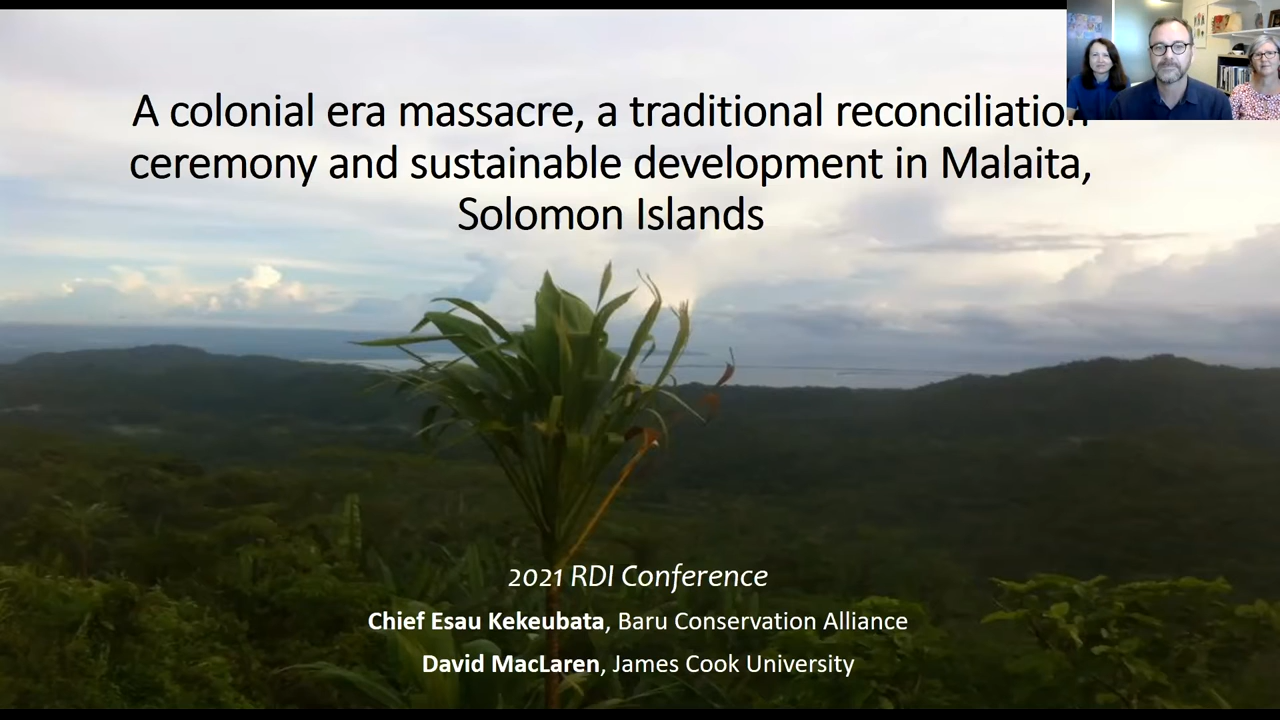 A colonial era massacre, a traditional reconciliation
ceremony and sustainable development in Malaita,
Solomon Islands
2021 RDI Conference
Chief Esau Kekeubata, Baru Conservation Alliance
David MacLaren, James Cook University